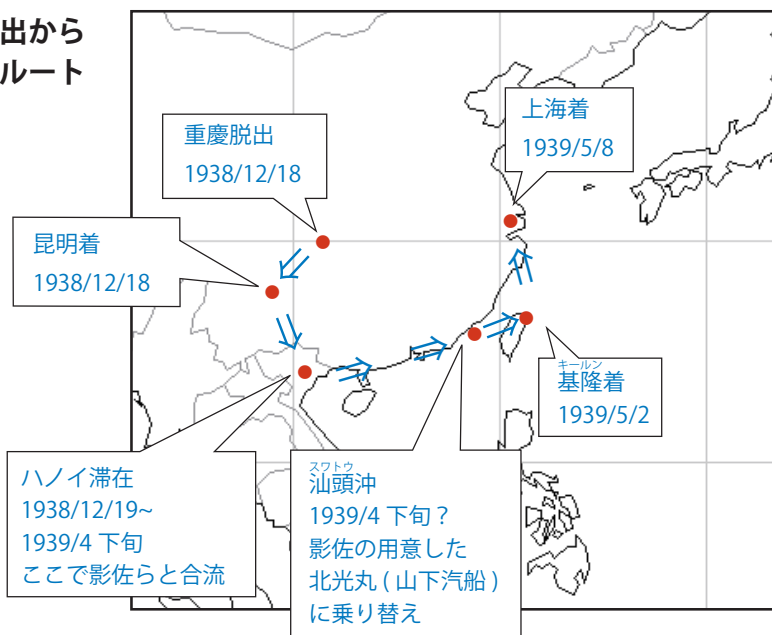 出から
ルート
重慶脱出
1938/12/18
上海着
1939/5/8
昆明着
1938/12/18
キールン
基隆着
1939/5/2
ハノイ滞在
1938/12/19~
1939/4 下旬
ここで影佐らと合流
スワトウ
汕頭沖
1939/4 下旬？
影佐の用意した
北光丸 ( 山下汽船 )
に乗り替え